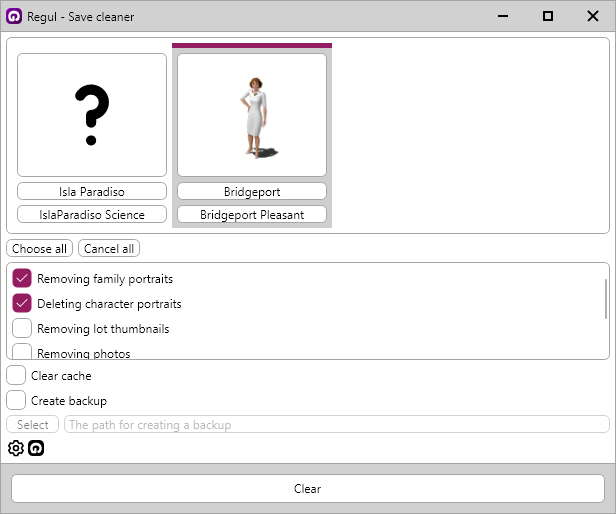 Regul - Save cleaner
Isla Paradiso
Bridgeport
IslaParadiso Science
Bridgeport Pleasant
Choose all
Cancel all
Removing family portraits
Deleting character portraits
Removing lot thumbnails
Removing photos
Clear cache
Create backup
Select
The path for creating a backup
Clear